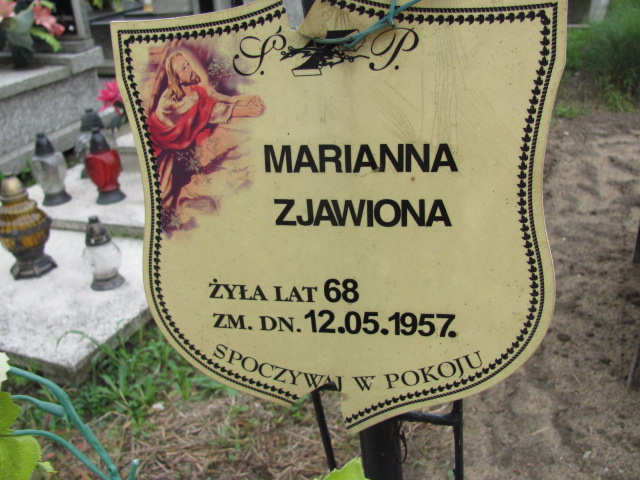 Ś. P.
MARIANNA
ZJAWIONA
ŻYŁA LAT 68
ZM. DN. 12.05.1957.
SPOCZYWAJ W POKOJU